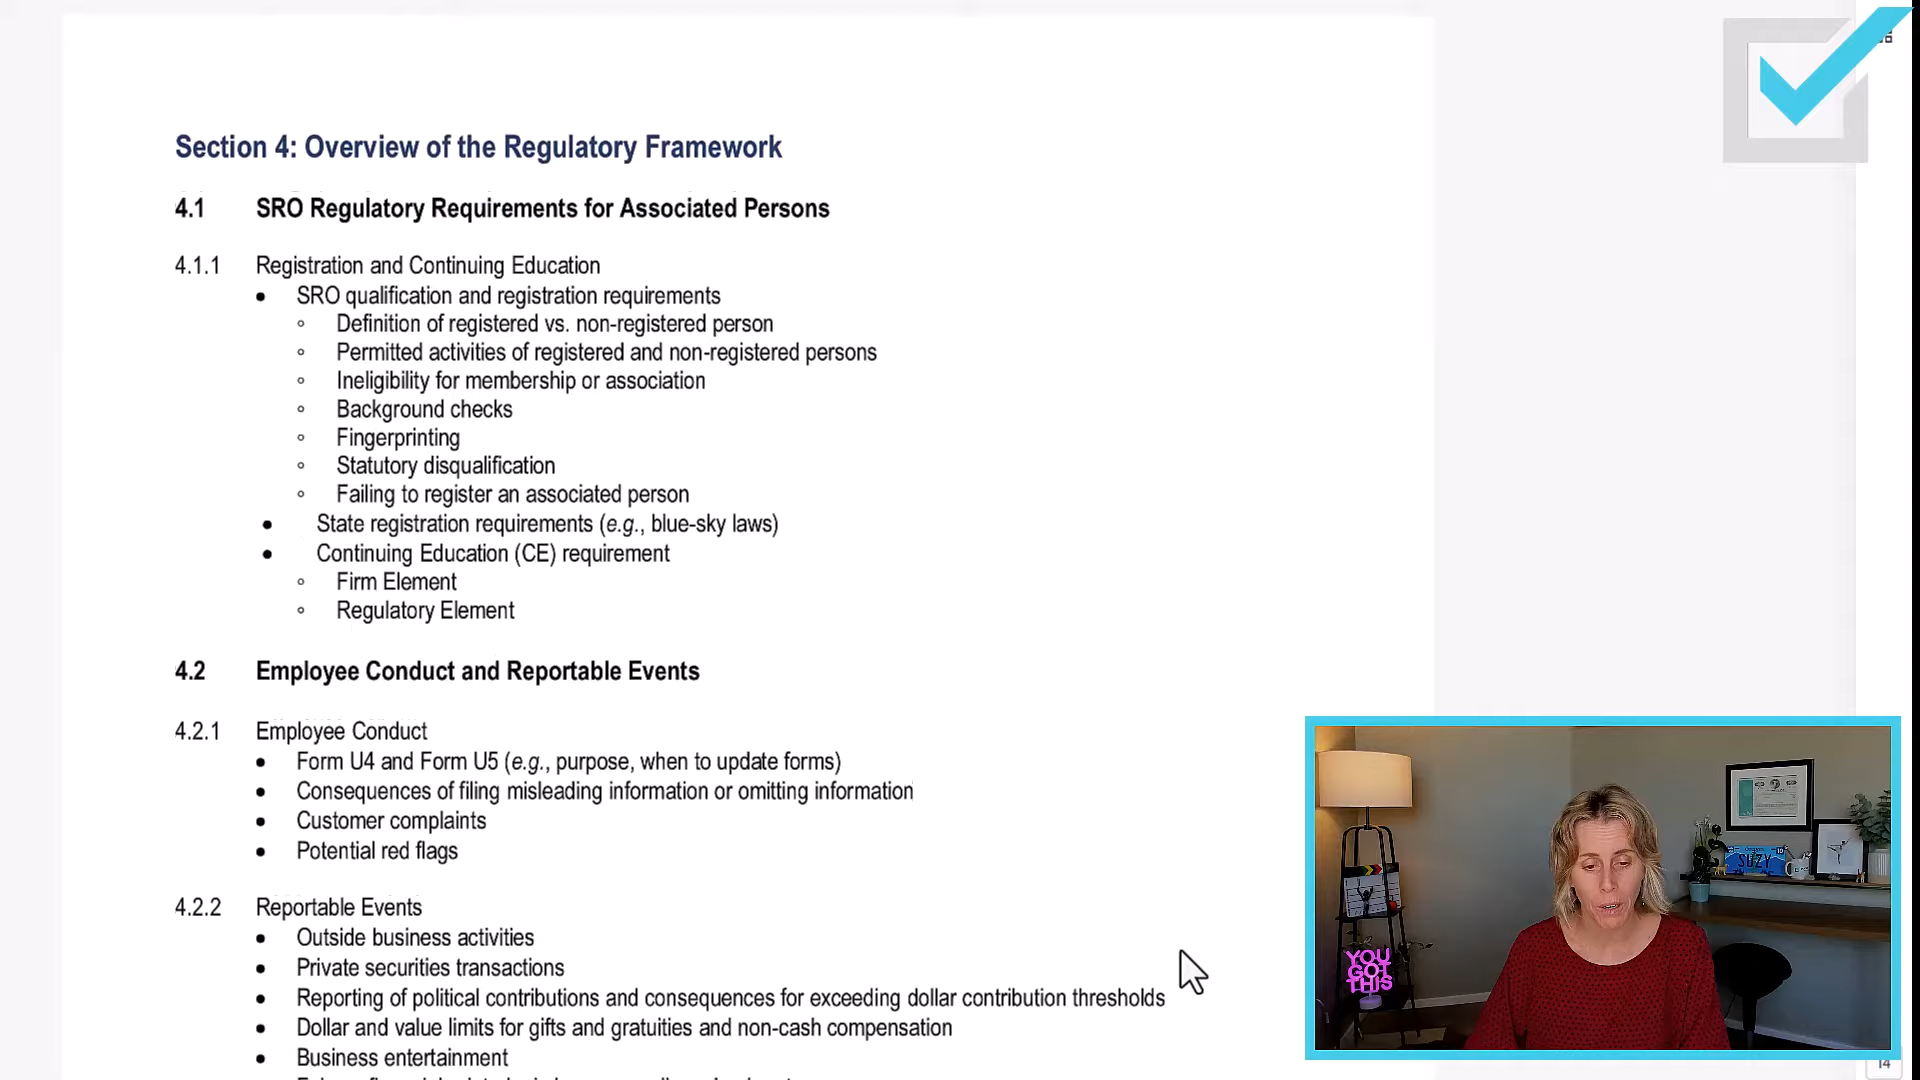 Section 4: Overview of the Regulatory Framework
4.1 SRO Regulatory Requirements for Associated Persons
4.1.1 Registration and Continuing Education
• SRO qualification and registration requirements
◦ Definition of registered vs. non-registered person
◦ Permitted activities of registered and non-registered persons
◦ Ineligibility for membership or association
◦ Background checks
◦ Fingerprinting
◦ Statutory disqualification
◦ Failing to register an associated person
• State registration requirements (e.g., blue-sky laws)
• Continuing Education (CE) requirement
◦ Firm Element
◦ Regulatory Element
4.2 Employee Conduct and Reportable Events
4.2.1 Employee Conduct
• Form U4 and Form U5 (e.g., purpose, when to update forms)
• Consequences of filing misleading information or omitting information
• Customer complaints
• Potential red flags
4.2.2 Reportable Events
• Outside business activities
• Private securities transactions
• Reporting of political contributions and consequences for exceeding dollar contribution thresholds
• Dollar and value limits for gifts and gratuities and non-cash compensation
• Business entertainment
SUZY
YOU
GOT
THIS
14